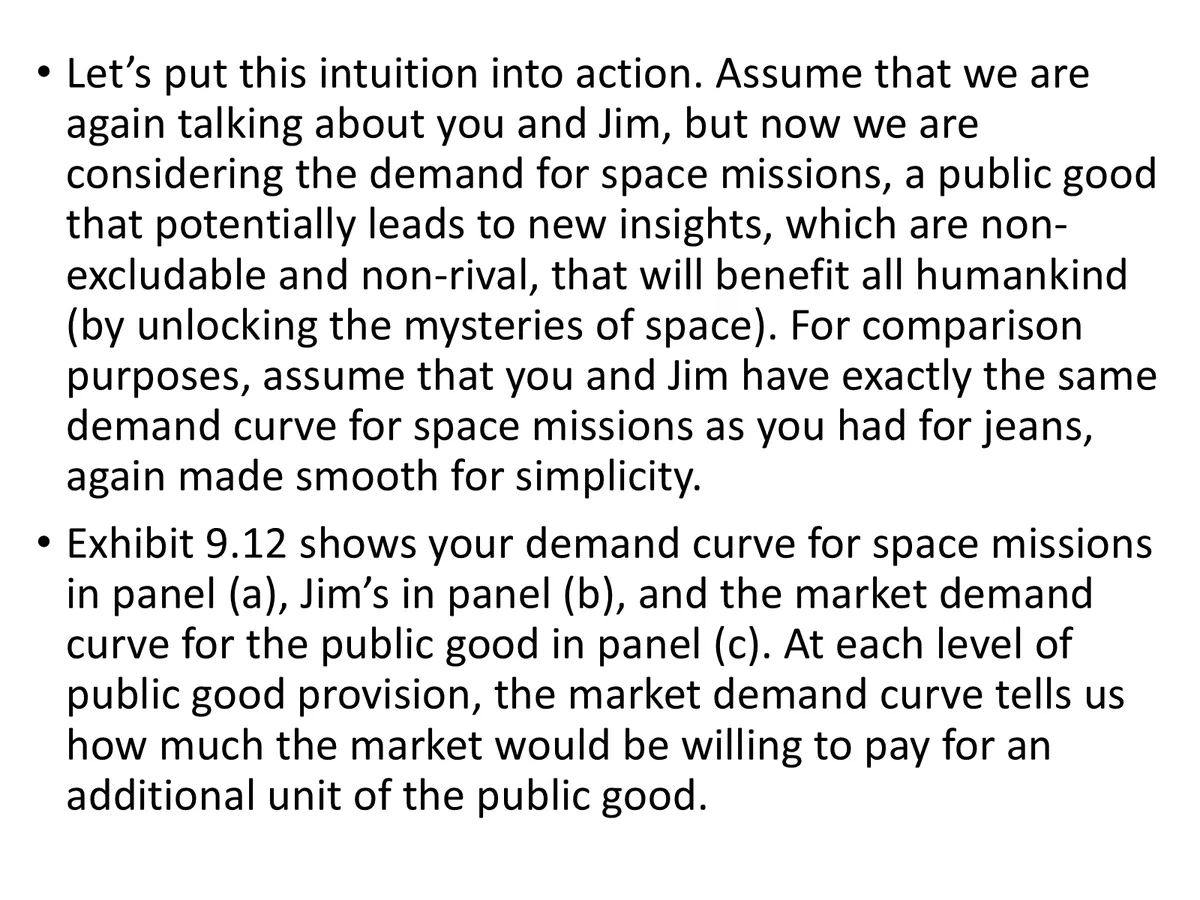 • Let’s put this intuition into action. Assume that we are
again talking about you and Jim, but now we are
considering the demand for space missions, a public good
that potentially leads to new insights, which are non-
excludable and non-rival, that will benefit all humankind
(by unlocking the mysteries of space). For comparison
purposes, assume that you and Jim have exactly the same
demand curve for space missions as you had for jeans,
again made smooth for simplicity.
• Exhibit 9.12 shows your demand curve for space missions
in panel (a), Jim’s in panel (b), and the market demand
curve for the public good in panel (c). At each level of
public good provision, the market demand curve tells us
how much the market would be willing to pay for an
additional unit of the public good.